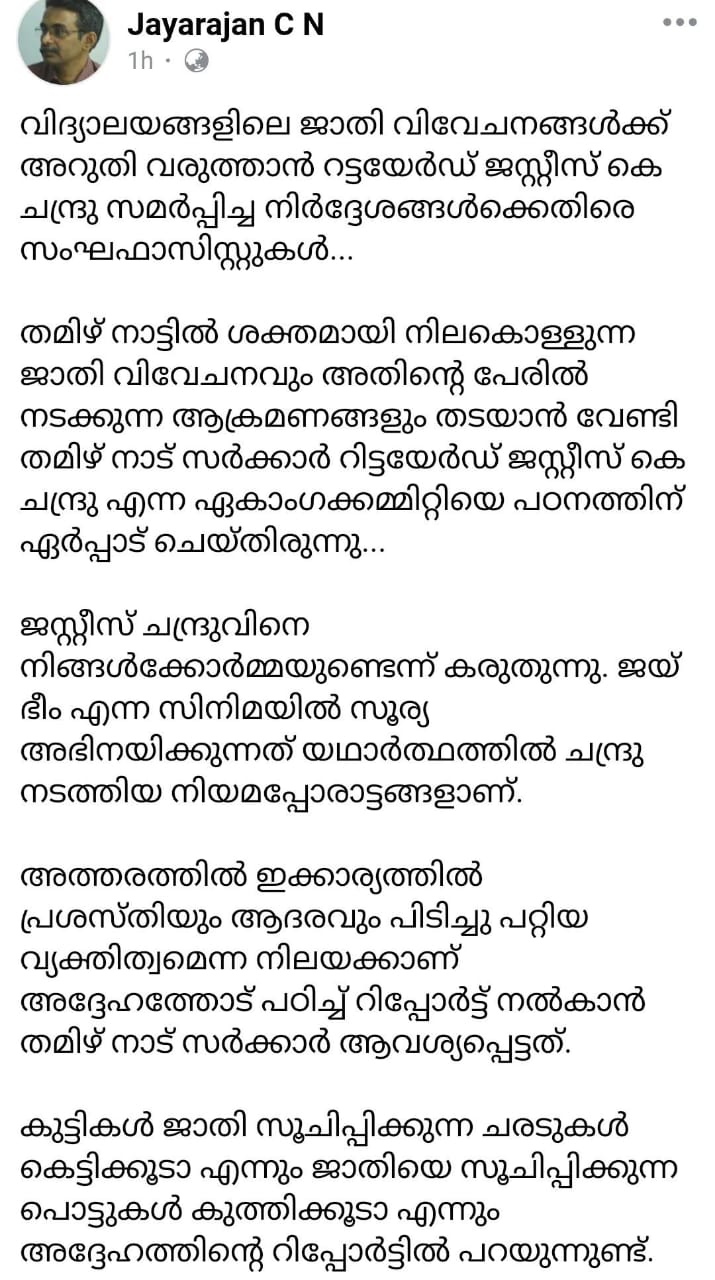 Jayarajan C N
1h ·
വിദ്യാലയങ്ങളിലെ ജാതി വിവേചനങ്ങൾക്ക്
അറുതി വരുത്താൻ റട്ടയേർഡ് ജസ്റ്റീസ് കെ
ചന്ദ്രു സമർപ്പിച്ച നിർദ്ദേശങ്ങൾക്കെതിരെ
സംഘഫാസിസ്റ്റുകൾ...
തമിഴ് നാട്ടിൽ ശക്തമായി നിലകൊള്ളുന്ന
ജാതി വിവേചനവും അതിന്റെ പേരിൽ
നടക്കുന്ന ആക്രമണങ്ങളും തടയാൻ വേണ്ടി
തമിഴ് നാട് സർക്കാർ റിട്ടയേർഡ് ജസ്റ്റീസ് കെ
ചന്ദ്രു എന്ന ഏകാംഗക്കമ്മിറ്റിയെ പഠനത്തിന്
ഏർപ്പാട് ചെയ്തിരുന്നു...
ജസ്റ്റീസ് ചന്ദ്രുവിനെ
നിങ്ങൾക്കോർമ്മയുണ്ടെന്ന് കരുതുന്നു. ജയ്
ഭീം എന്ന സിനിമയിൽ സൂര്യ
അഭിനയിക്കുന്നത് യഥാർത്ഥത്തിൽ ചന്ദ്രു
നടത്തിയ നിയമപ്പോരാട്ടങ്ങളാണ്.
അത്തരത്തിൽ ഇക്കാര്യത്തിൽ
പ്രശസ്തിയും ആദരവും പിടിച്ചു പറ്റിയ
വ്യക്തിത്വമെന്ന നിലയക്കാണ്
അദ്ദേഹത്തോട് പഠിച്ച് റിപ്പോർട്ട് നൽകാൻ
തമിഴ് നാട് സർക്കാർ ആവശ്യപ്പെട്ടത്.
കുട്ടികൾ ജാതി സൂചിപ്പിക്കുന്ന ചരടുകൾ
കെട്ടിക്കൂടാ എന്നും ജാതിയെ സൂചിപ്പിക്കുന്ന
പൊട്ടുകൾ കുത്തിക്കൂടാ എന്നും
അദ്ദേഹത്തിന്റെ റിപ്പോർട്ടിൽ പറയുന്നുണ്ട്.